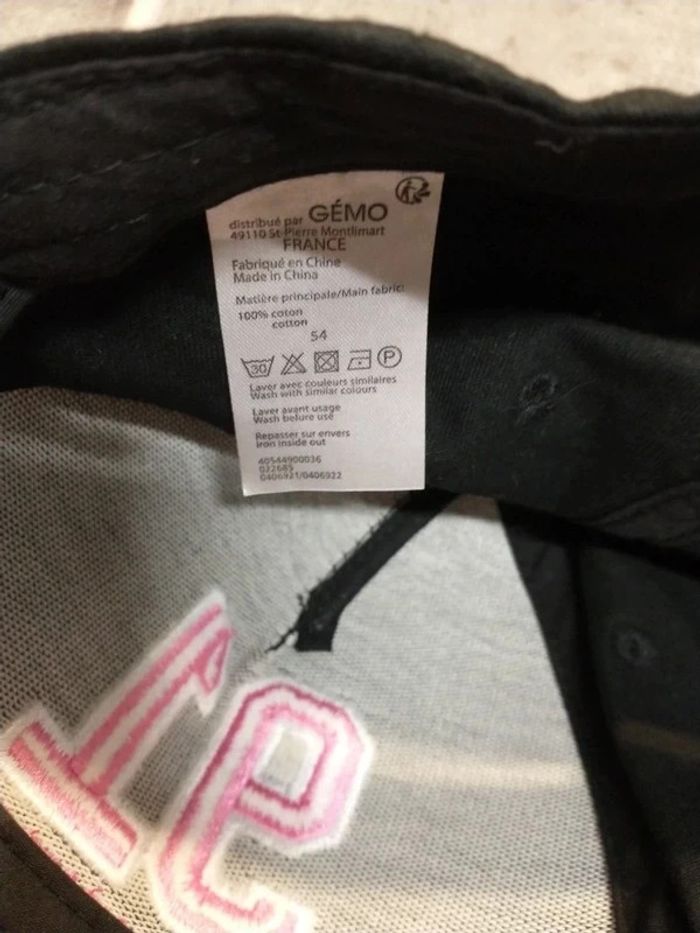 distribué par GÉMO
49110 St-Pierre Montlimart
FRANCE
Fabriqué en Chine
Made in China
Matière principale/Main fabric:
100% coton
cotton
54
30 P
Laver avec couleurs similaires
Wash with similar colours
Laver avant usage
Wash before use
Repasser sur envers
Iron inside out
40544900036
022685
0406921/0406922
19